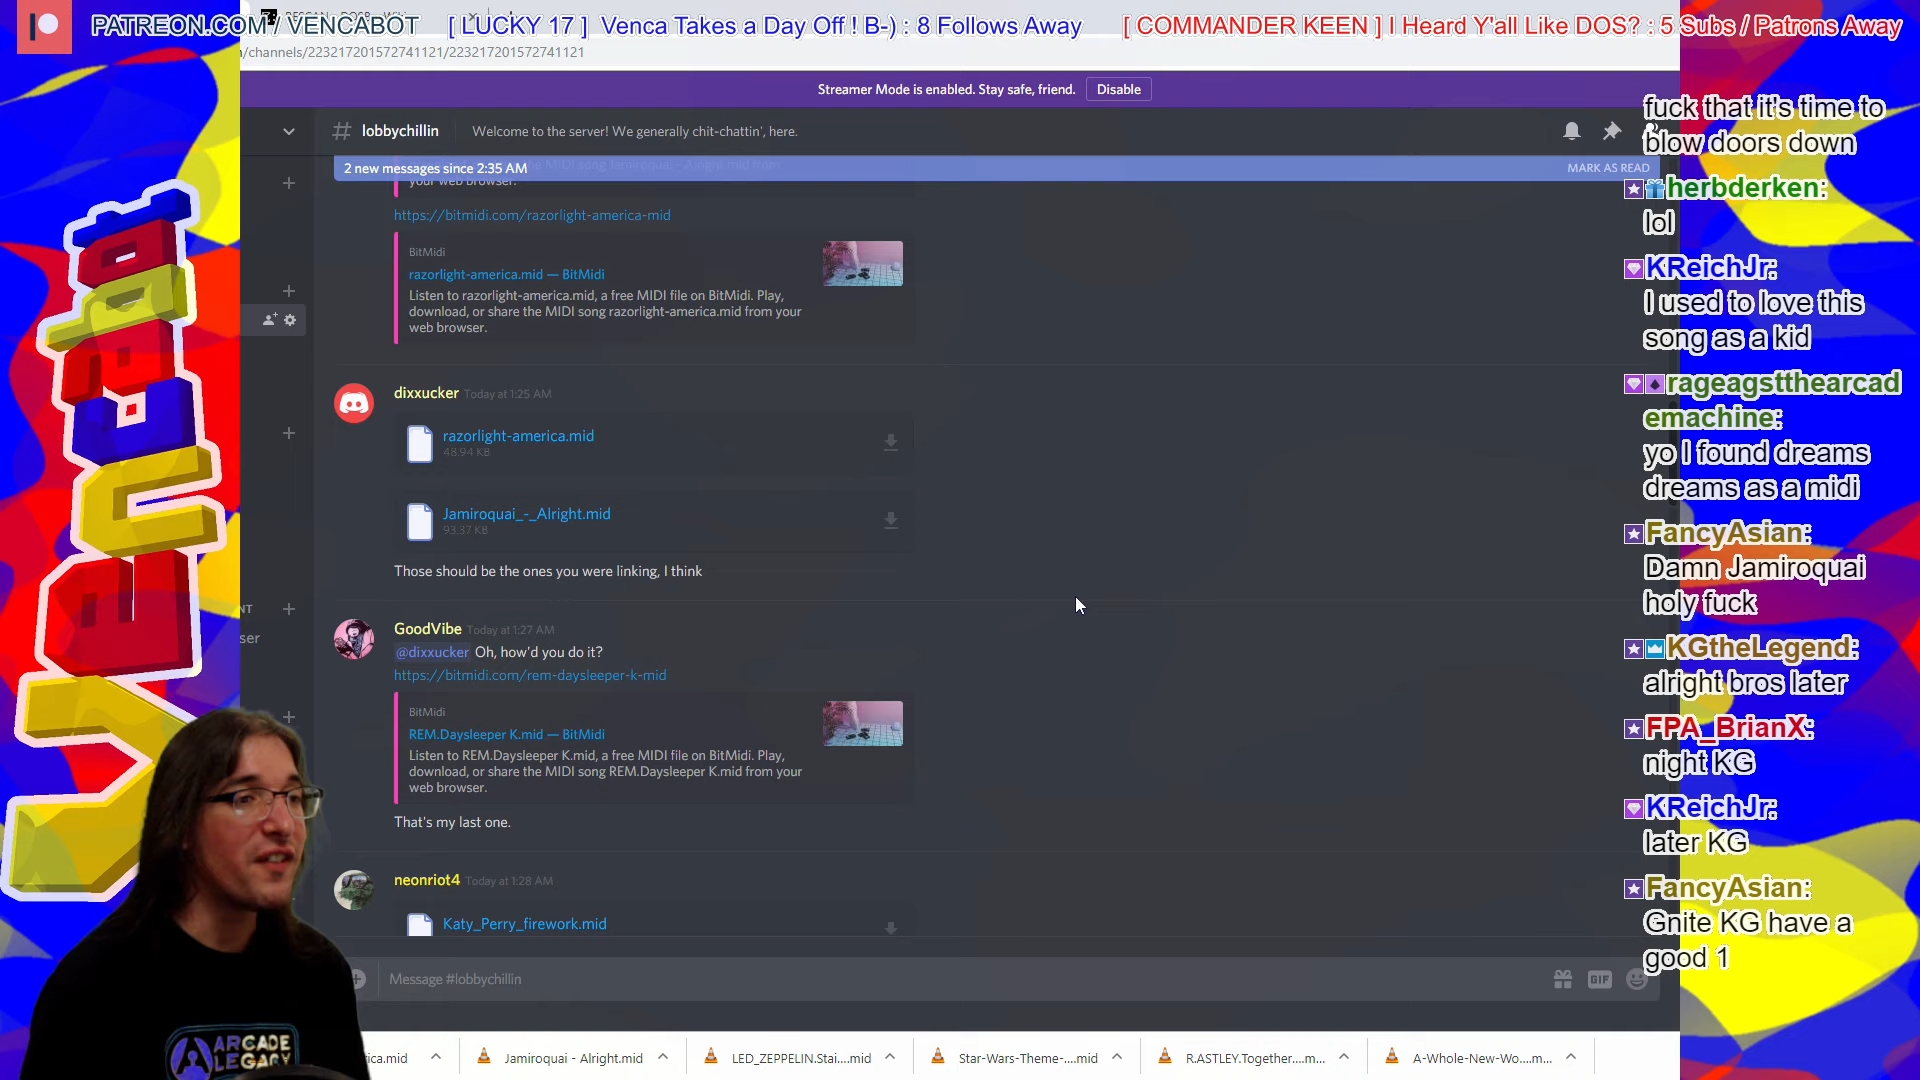 PATREON.COM / VENCABOT [ LUCKY 17 ] Venca Takes a Day Off ! B-) : 8 Follows Away [ COMMANDER KEEN ] I Heard Y'all Like DOS? : 5 Subs / Patrons Away
/channels/223217201572741121/223217201572741121
Streamer Mode is enabled. Stay safe, friend. Disable
# lobbychillin Welcome to the server! We generally chit-chattin', here.
2 new messages since 2:35 AM MARK AS READ
your web browser.
https://bitmidi.com/razorlight-america-mid
BitMidi
razorlight-america.mid — BitMidi
Listen to razorlight-america.mid, a free MIDI file on BitMidi. Play,
download, or share the MIDI song razorlight-america.mid from your
web browser.
dixxucker Today at 1:25 AM
razorlight-america.mid
48.94 KB
Jamiroquai_-_Alright.mid
93.37 KB
Those should be the ones you were linking, I think
GoodVibe Today at 1:27 AM
@dixxucker Oh, how'd you do it?
https://bitmidi.com/rem-daysleeper-k-mid
BitMidi
REM.Daysleeper K.mid — BitMidi
Listen to REM.Daysleeper K.mid, a free MIDI file on BitMidi. Play,
download, or share the MIDI song REM.Daysleeper K.mid from your
web browser.
That's my last one.
neonriot4 Today at 1:28 AM
Katy_Perry_firework.mid
Message #lobbychillin
GIF
NT
ser
ica.mid
Jamiroquai - Alright.mid
LED_ZEPPELIN.Stai....mid
Star-Wars-Theme-....mid
R.ASTLEY.Together....m...
A-Whole-New-Wo....m...
fuck that it's time to
blow doors down
herbderken:
lol
KReichJr:
I used to love this
song as a kid
rageagstthearcad
emachine:
yo I found dreams
dreams as a midi
FancyAsian:
Damn Jamiroquai
holy fuck
KGtheLegend:
alright bros later
FPA_BrianX:
night KG
KReichJr:
later KG
FancyAsian:
Gnite KG have a
good 1
ARCADE
LEGACY